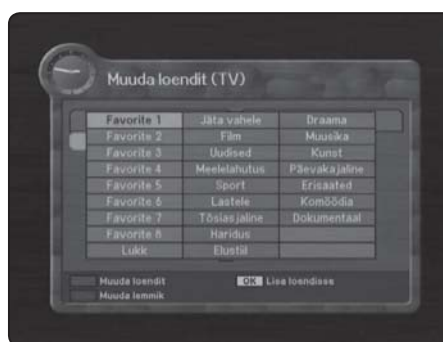 Muuda loendit (TV)
Favorite 1 Jäta vahele Draama
Favorite 2 Film Muusika
Favorite 3 Uudised Kunst
Favorite 4 Meelelahutus Päevakajaline
Favorite 5 Sport Erisaated
Favorite 6 Lastele Komöödia
Favorite 7 Tõsiasjaline Dokumentaal
Favorite 8 Haridus
Lukk Elustiil
Muuda loendit OK Lisa loendisse
Muuda lemmik